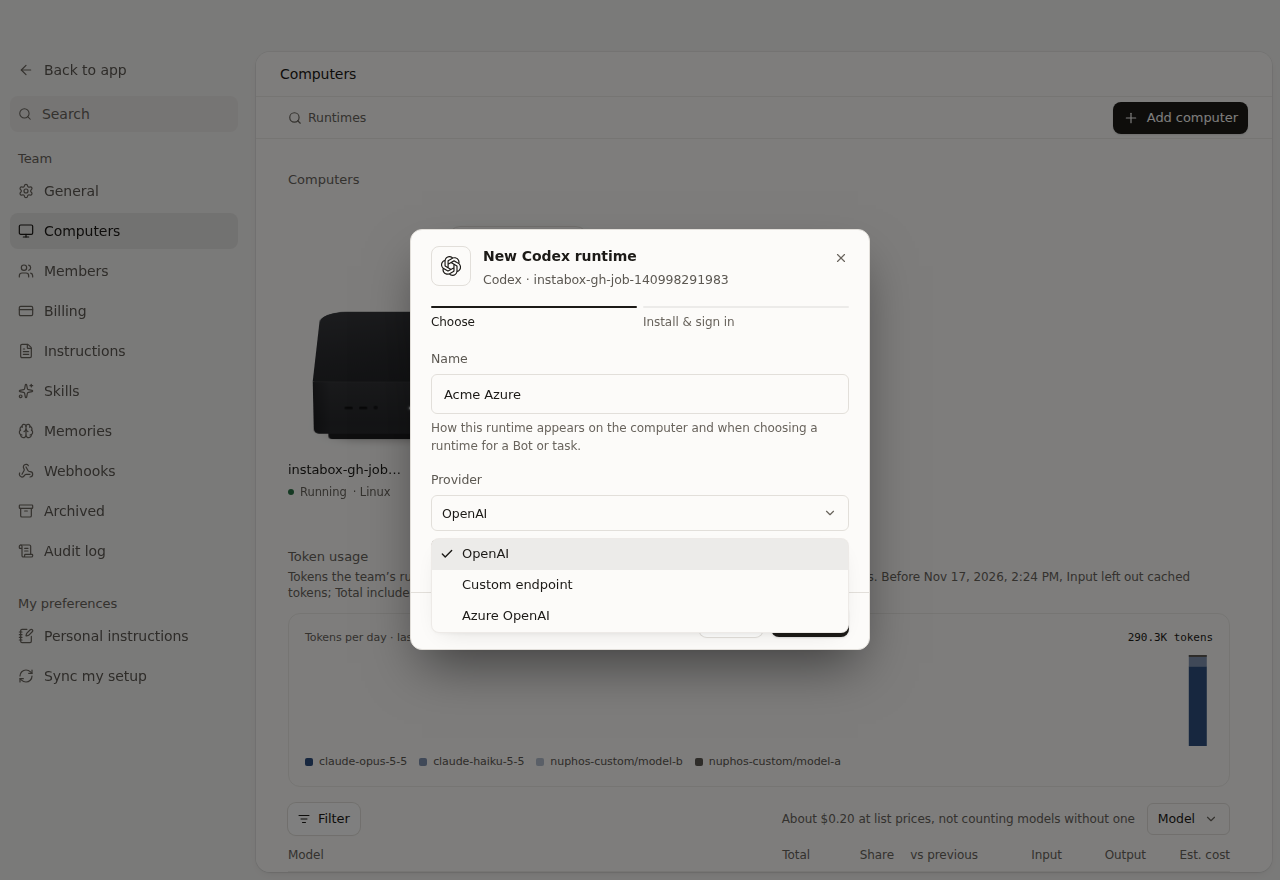 Back to app
Search
Team
General
Computers
Members
Billing
Instructions
Skills
Memories
Webhooks
Archived
Audit log
My preferences
Personal instructions
Sync my setup
Computers
Runtimes
Add computer
Computers
instabox-gh-job...
Running · Linux
New Codex runtime
Codex · instabox-gh-job-140998291983
Choose
Install & sign in
Name
Acme Azure
How this runtime appears on the computer and when choosing a
runtime for a Bot or task.
Provider
OpenAI
OpenAI
Custom endpoint
Azure OpenAI
Token usage
Tokens the team's
s. Before Nov 17, 2026, 2:24 PM, Input left out cached
tokens; Total include
Tokens per day ·
290.3K tokens
claude-opus-5-5
claude-haiku-5-5
nuphos-custom/model-b
nuphos-custom/model-a
Filter
About $0.20 at list prices, not counting models without one
Model
Model
Total
Share
vs previous
Input
Output
Est. cost